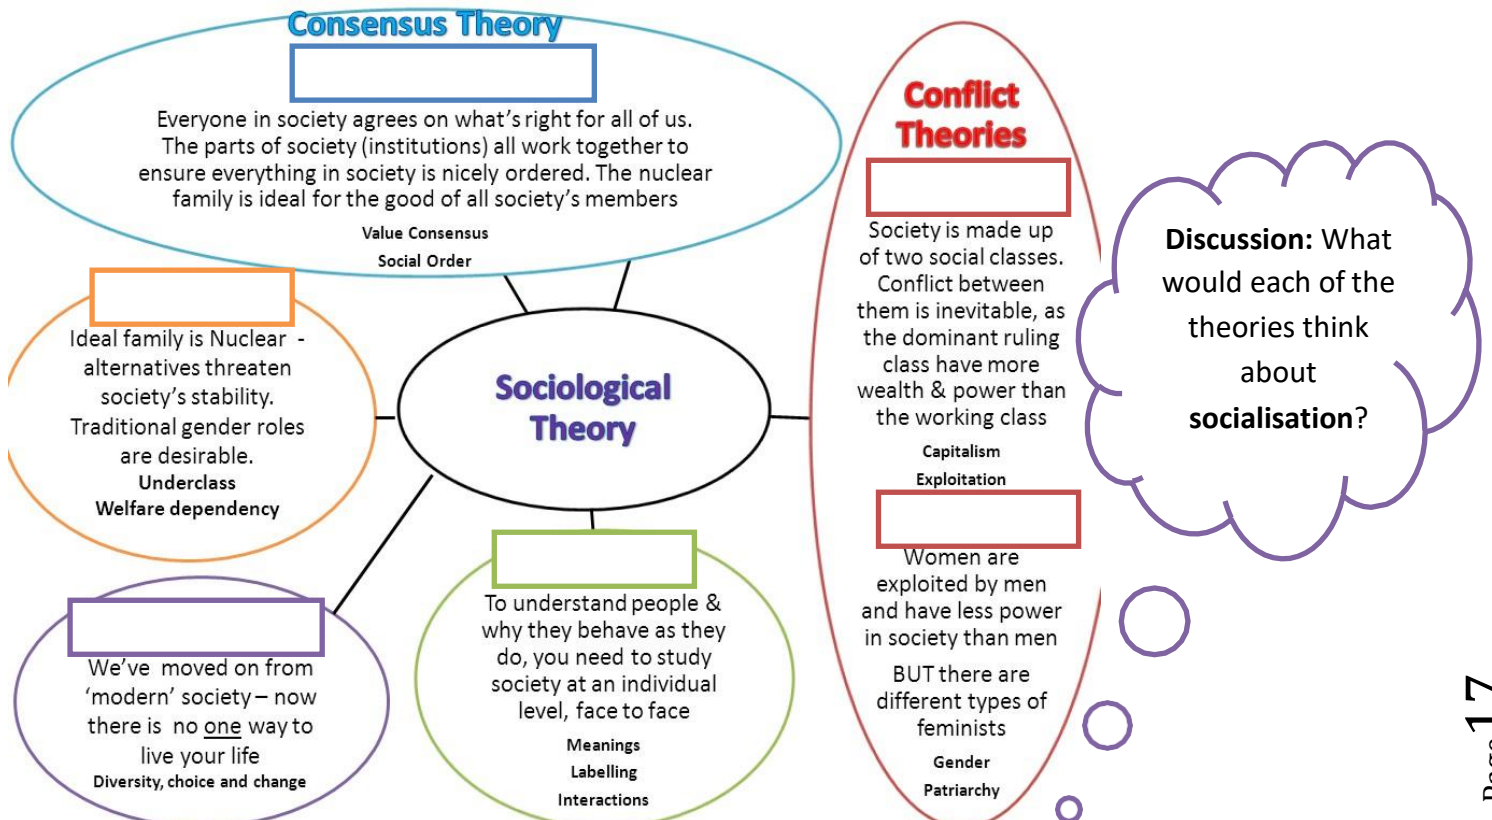 Consensus Theory
Everyone in society agrees on what's right for all of us.
The parts of society (institutions) all work together to
ensure everything in society is nicely ordered. The nuclear
family is ideal for the good of all society's members
Value Consensus
Social Order
Conflict
Theories
Society is made up
of two social classes.
Conflict between
them is inevitable, as
the dominant ruling
class have more
wealth & power than
the working class
Capitalism
Exploitation
Women are
exploited by men
and have less power
in society than men
BUT there are
different types of
feminists
Gender
Patriarchy
Discussion: What
would each of the
theories think
about
socialisation?
Ideal family is Nuclear -
alternatives threaten
society's stability.
Traditional gender roles
are desirable.
Underclass
Welfare dependency
Sociological
Theory
We've moved on from
'modern' society – now
there is no one way to
live your life
Diversity, choice and change
To understand people &
why they behave as they
do, you need to study
society at an individual
level, face to face
Meanings
Labelling
Interactions
Page 17